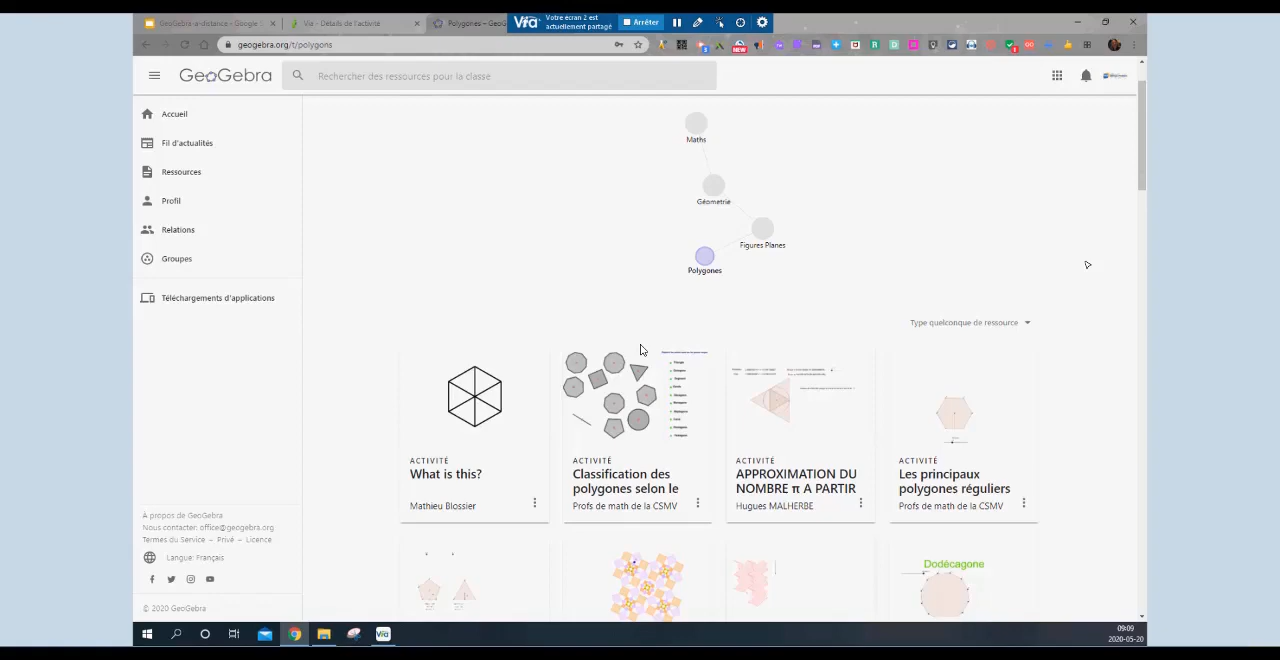 GeoGebra-a-distance - Google S
Via - Détails de l'activité
Polygones – GeoG
Via
Votre écran 2 est
actuellement partagé
Arrêter
geogebra.org/t/polygons
NEW
GeoGebra
Rechercher des ressources pour la classe
Accueil
Fil d'actualités
Ressources
Profil
Relations
Groupes
Téléchargements d'applications
Maths
Géometrie
Figures Planes
Polygones
Type quelconque de ressource
ACTIVITÉ
What is this?
Mathieu Blossier
ACTIVITÉ
Classification des
polygones selon le
Profs de math de la CSMV
ACTIVITÉ
APPROXIMATION DU
NOMBRE π A PARTIR
Hugues MALHERBE
ACTIVITÉ
Les principaux
polygones réguliers
Profs de math de la CSMV
Dodécagone
À propos de GeoGebra
Nous contacter: office@geogebra.org
Termes du Service – Privé – Licence
Langue: Français
© 2020 GeoGebra
Via
09:09
2020-05-20